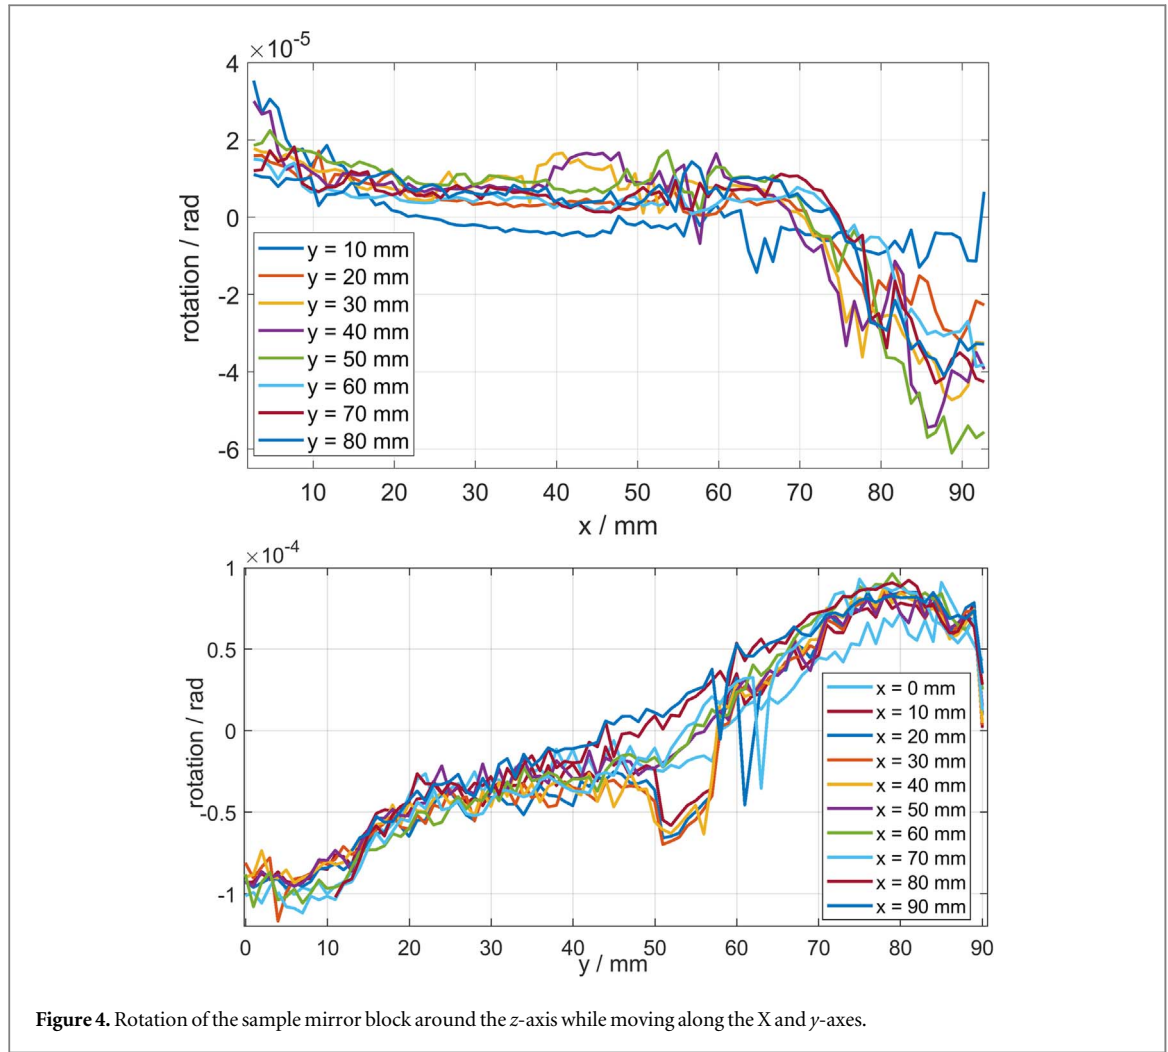 ×10⁻⁵
4
2
0
-2
-4
-6
rotation / rad
y = 10 mm
y = 20 mm
y = 30 mm
y = 40 mm
y = 50 mm
y = 60 mm
y = 70 mm
y = 80 mm
10 20 30 40 50 60 70 80 90
x / mm
×10⁻⁴
1
0.5
0
-0.5
-1
rotation / rad
x = 0 mm
x = 10 mm
x = 20 mm
x = 30 mm
x = 40 mm
x = 50 mm
x = 60 mm
x = 70 mm
x = 80 mm
x = 90 mm
0 10 20 30 40 50 60 70 80 90
y / mm
Figure 4. Rotation of the sample mirror block around the z-axis while moving along the X and y-axes.